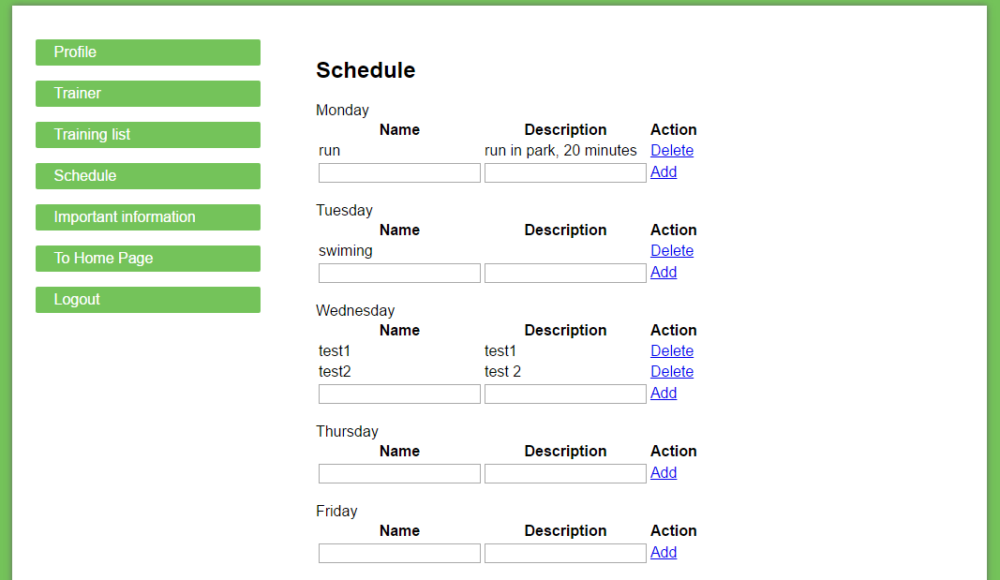 Profile
Trainer
Training list
Schedule
Important information
To Home Page
Logout
Schedule
Monday
Name Description Action
run run in park, 20 minutes Delete
Add
Tuesday
Name Description Action
swiming Delete
Add
Wednesday
Name Description Action
test1 test1 Delete
test2 test 2 Delete
Add
Thursday
Name Description Action
Add
Friday
Name Description Action
Add